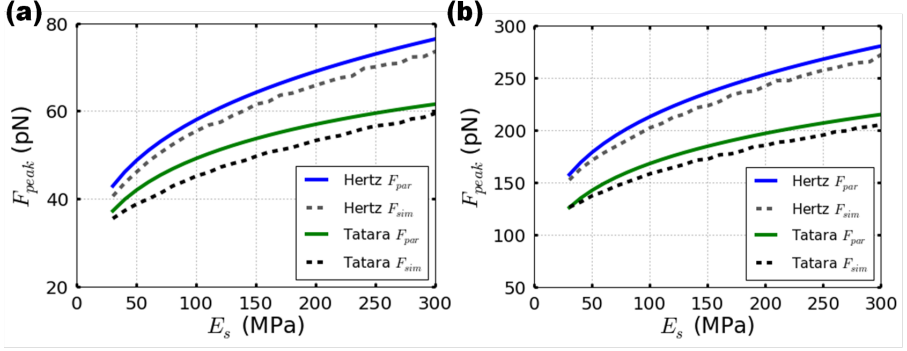 (a)
80
60
40
20
F_peak (pN)
0 50 100 150 200 250 300
E_s (MPa)
Hertz F_par
Hertz F_sim
Tatara F_par
Tatara F_sim
(b)
300
250
200
150
100
50
F_peak (pN)
0 50 100 150 200 250 300
E_s (MPa)
Hertz F_par
Hertz F_sim
Tatara F_par
Tatara F_sim